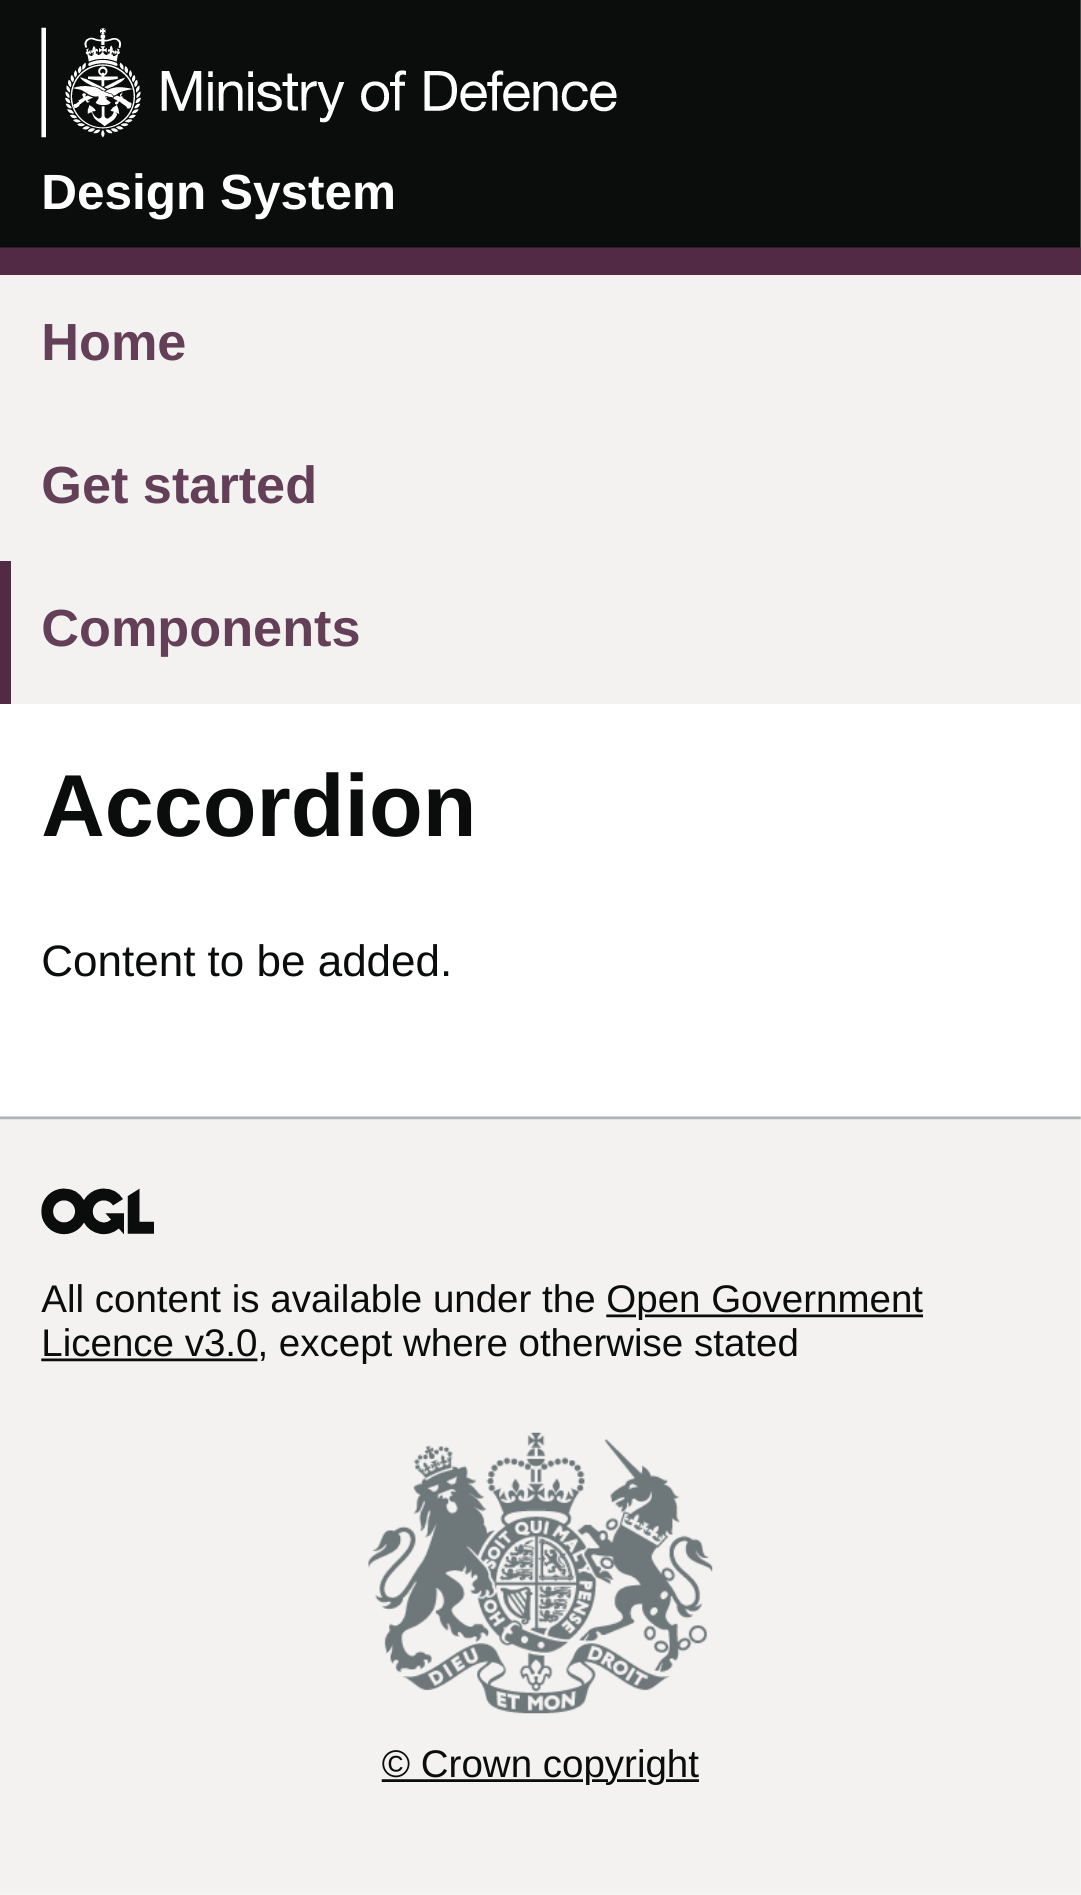 Ministry of Defence
Design System
Home
Get started
Components
Accordion
Content to be added.
OGL
All content is available under the Open Government
Licence v3.0, except where otherwise stated
SOIT QUI MAL Y PENSE
HO
DIEU ET MON DROIT
© Crown copyright